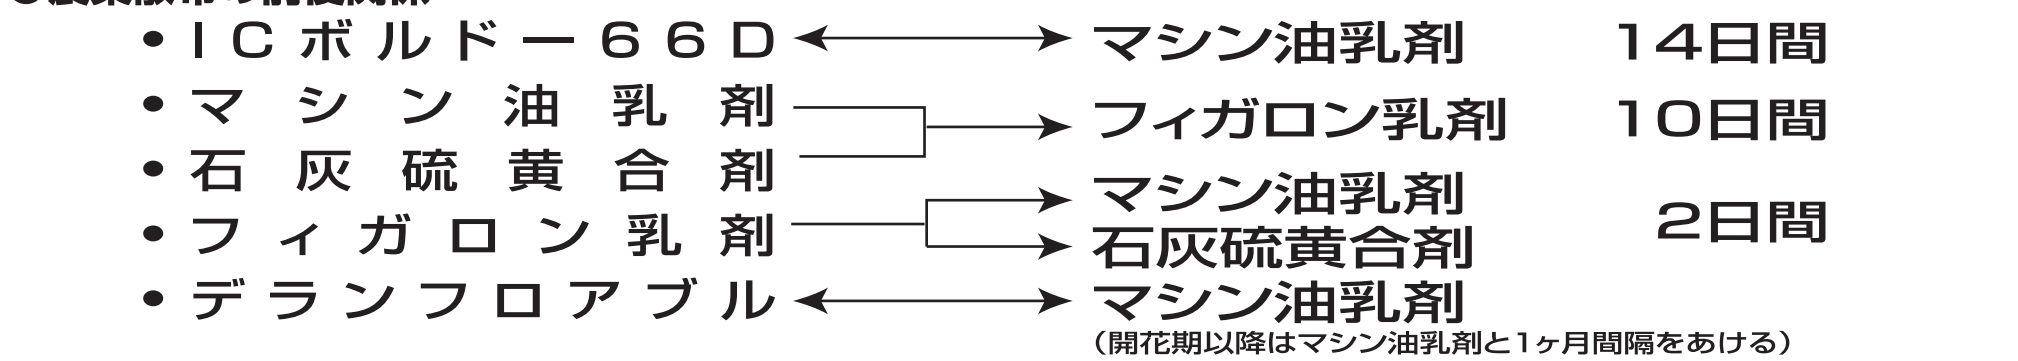 ・ICボルドー66D ←→ マシン油乳剤 14日間
・マシン油乳剤
・石灰硫黄合剤 → フィガロン乳剤 10日間
・フィガロン乳剤 → マシン油乳剤
石灰硫黄合剤 2日間
・デランフロアブル ←→ マシン油乳剤
（開花期以降はマシン油乳剤と1ヶ月間隔をあける）